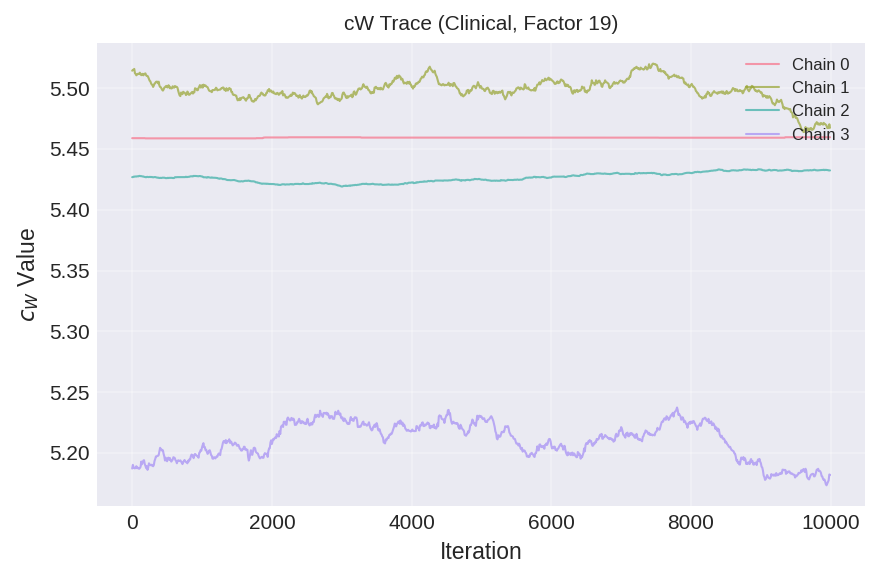 cW Trace (Clinical, Factor 19)
Chain 0
Chain 1
Chain 2
Chain 3
5.50
5.45
5.40
5.35
5.30
5.25
5.20
cW Value
0 2000 4000 6000 8000 10000
Iteration